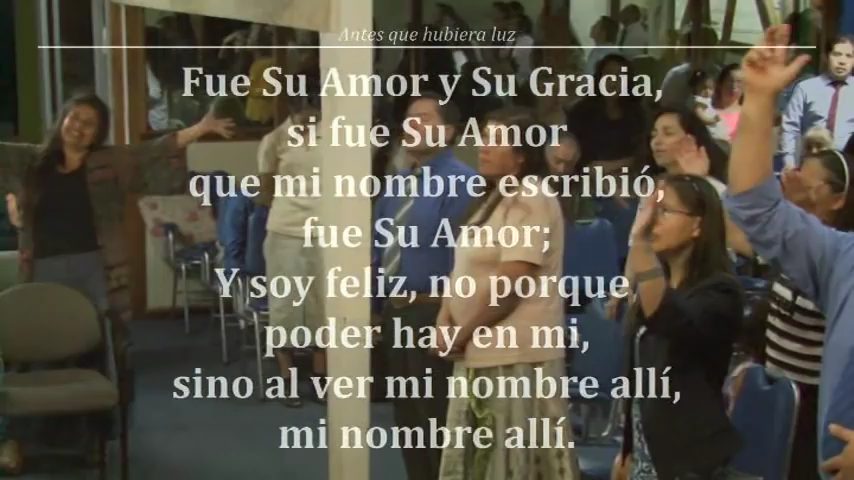 Antes que hubiera luz
Fue Su Amor y Su Gracia,
si fue Su Amor
que mi nombre escribió,
fue Su Amor;
Y soy feliz, no porque
poder hay en mi,
sino al ver mi nombre allí,
mi nombre allí.